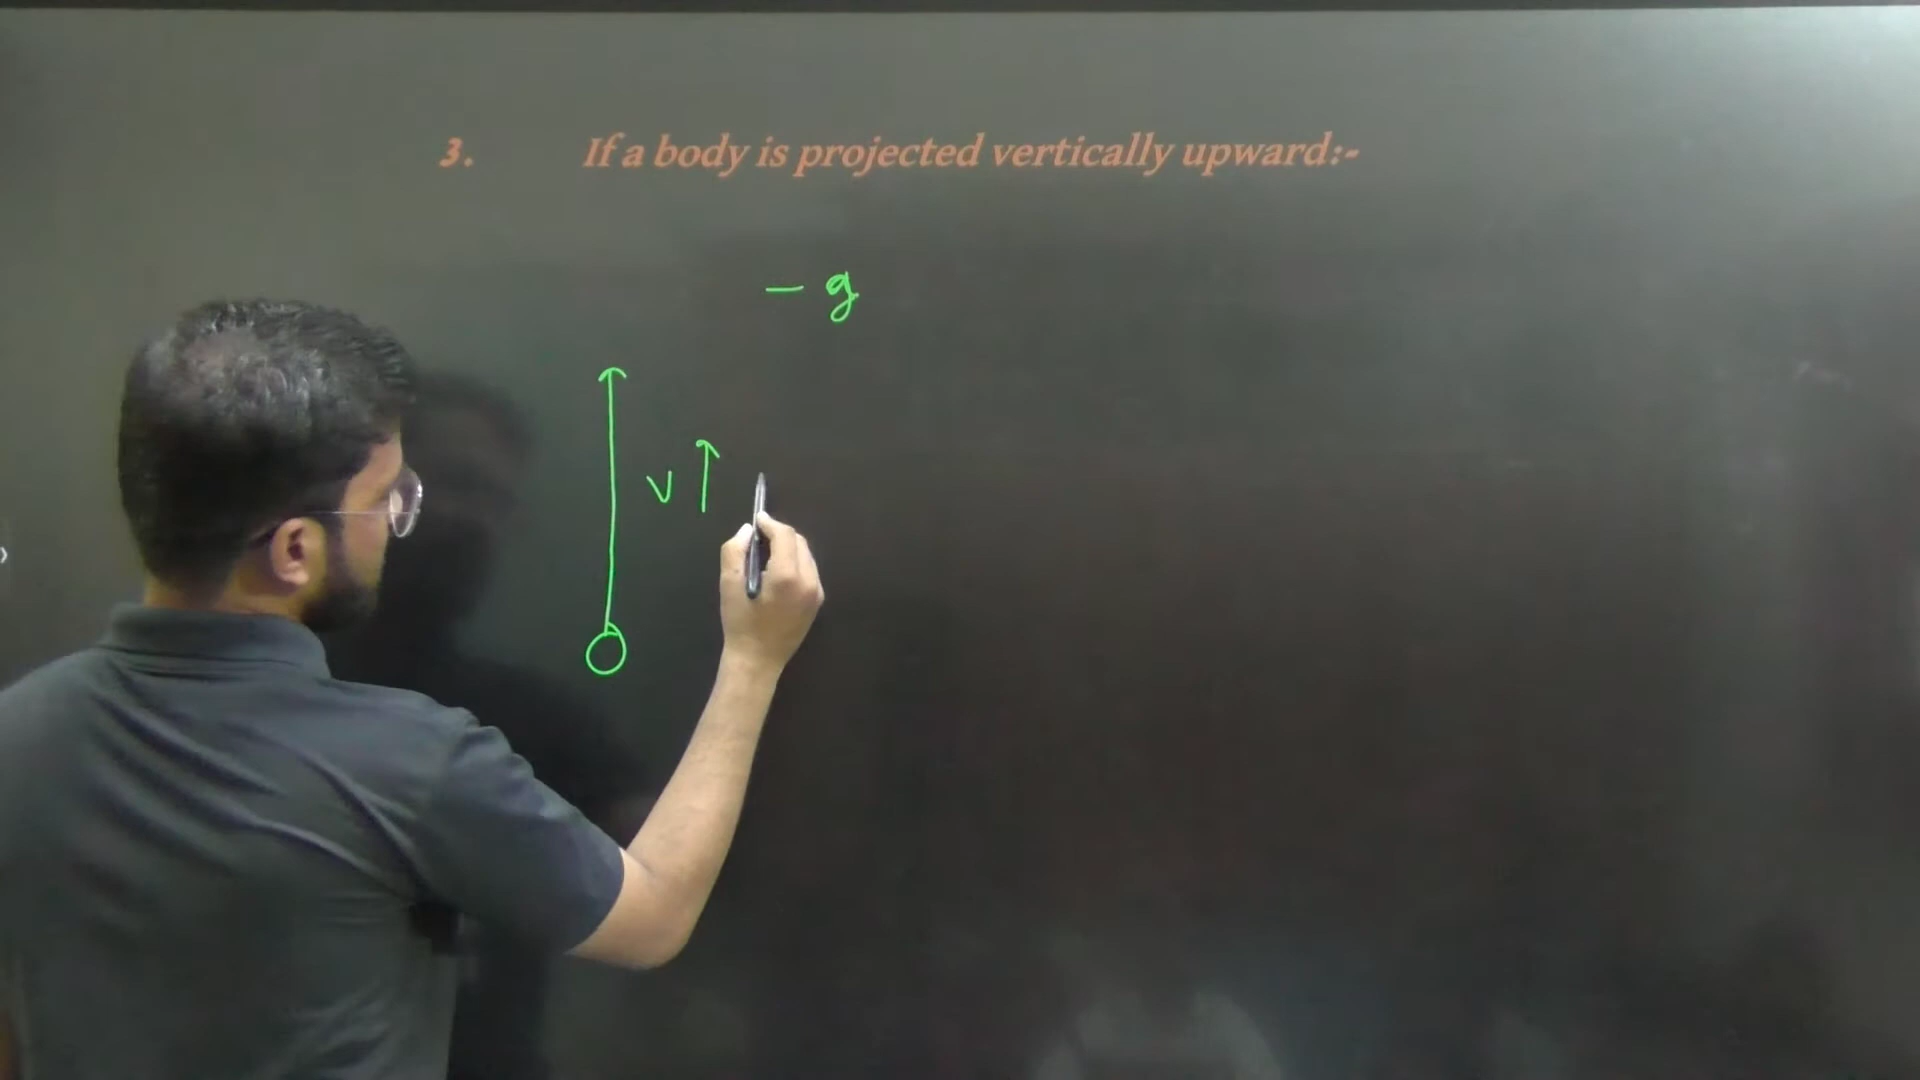 3. If a body is projected vertically upward:-
- g
v ↑